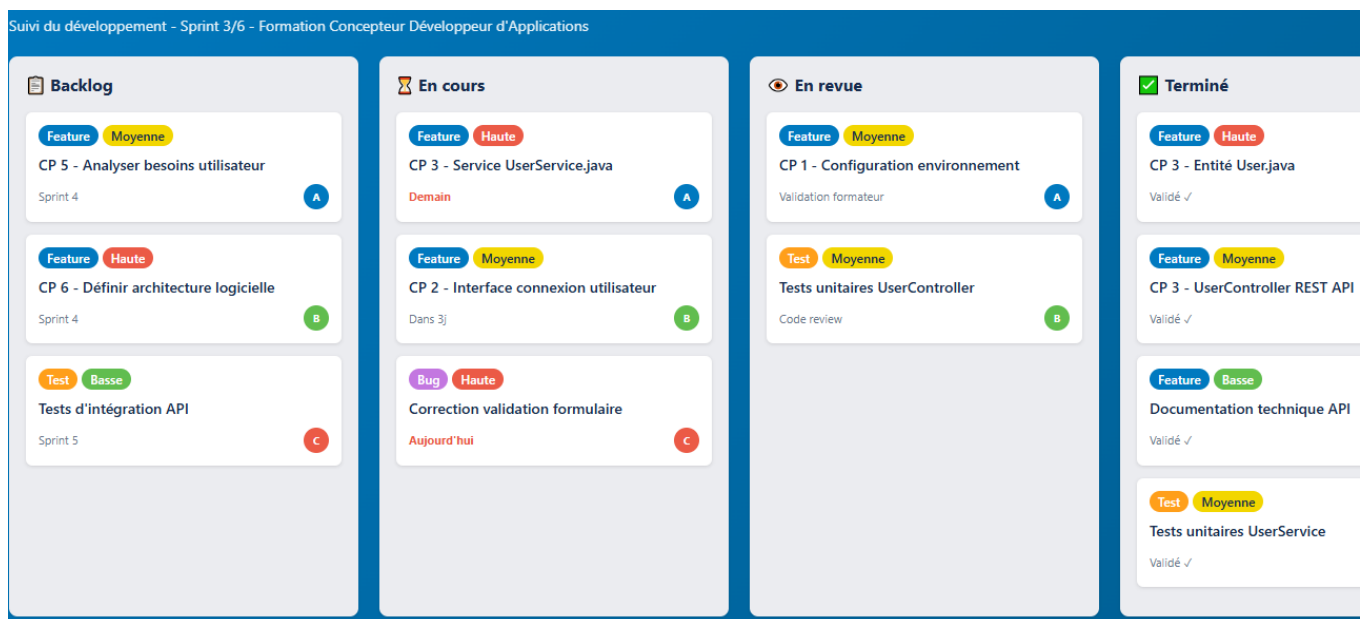 Suivi du développement - Sprint 3/6 - Formation Concepteur Développeur d'Applications
📋 Backlog
Feature Moyenne
CP 5 - Analyser besoins utilisateur
Sprint 4 A
Feature Haute
CP 6 - Définir architecture logicielle
Sprint 4 B
Test Basse
Tests d'intégration API
Sprint 5 C
⏳ En cours
Feature Haute
CP 3 - Service UserService.java
Demain A
Feature Moyenne
CP 2 - Interface connexion utilisateur
Dans 3j B
Bug Haute
Correction validation formulaire
Aujourd'hui C
👁 En revue
Feature Moyenne
CP 1 - Configuration environnement
Validation formateur A
Test Moyenne
Tests unitaires UserController
Code review B
✅ Terminé
Feature Haute
CP 3 - Entité User.java
Validé ✓
Feature Moyenne
CP 3 - UserController REST API
Validé ✓
Feature Basse
Documentation technique API
Validé ✓
Test Moyenne
Tests unitaires UserService
Validé ✓